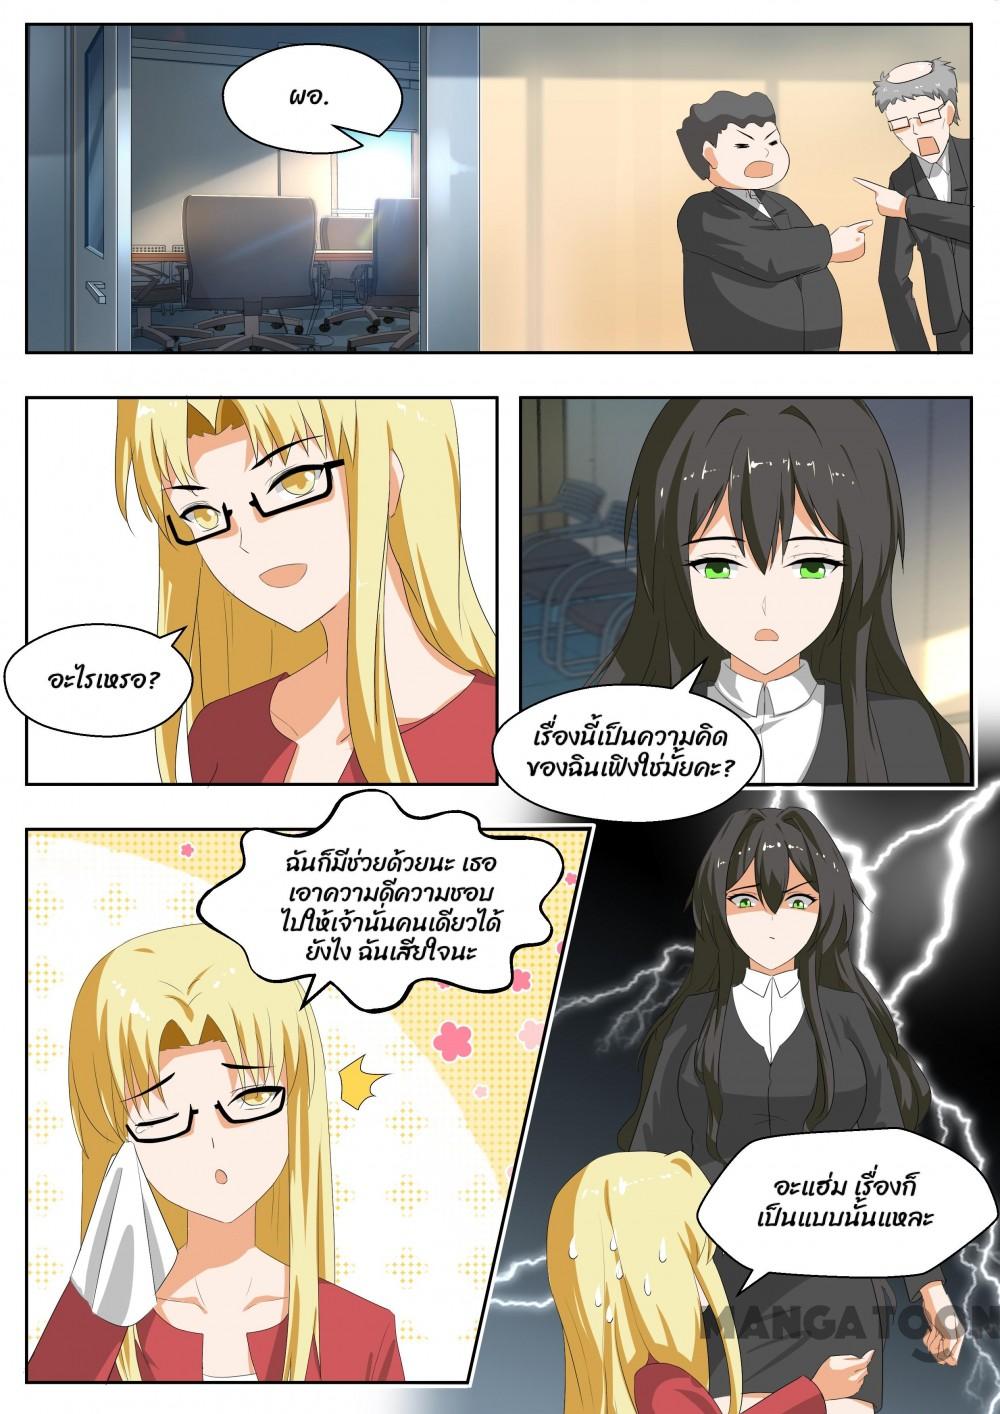 ผอ.
อะไรเหรอ?
เรื่องนี้เป็นความคิด
ของฉินเฟิงใช่มั้ยคะ?
ฉันก็มีช่วยด้วยนะ เธอ
เอาความดีความชอบ
ไปให้เจ้านั่นคนเดียวได้
ยังไง ฉันเสียใจนะ
อะแฮ่ม เรื่องก็
เป็นแบบนั้นแหละ
MANGATOON